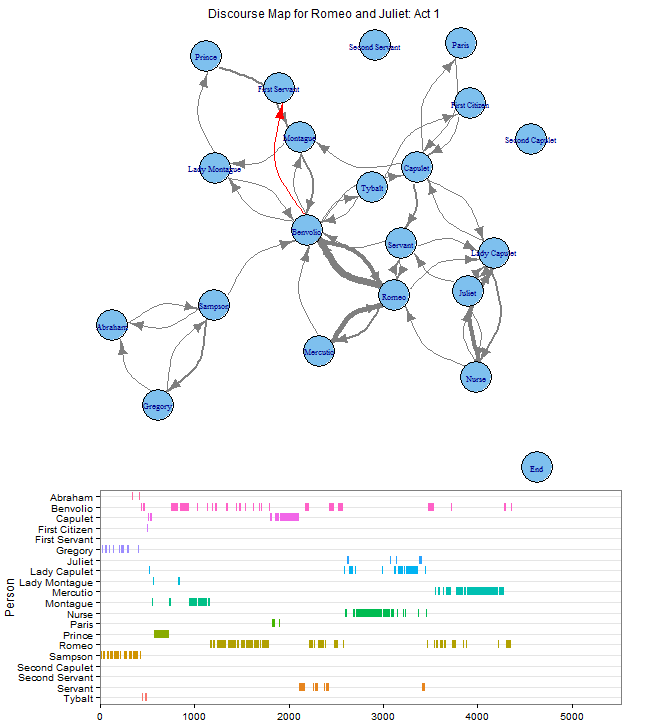 Discourse Map for Romeo and Juliet: Act 1
Prince
Second Servant
Paris
First Servant
First Citizen
Montague
Second Capulet
Lady Montague
Capulet
Tybalt
Benvolio
Servant
Lady Capulet
Romeo
Juliet
Sampson
Abraham
Mercutio
Nurse
Gregory
End
Person
Abraham
Benvolio
Capulet
First Citizen
First Servant
Gregory
Juliet
Lady Capulet
Lady Montague
Mercutio
Montague
Nurse
Paris
Prince
Romeo
Sampson
Second Capulet
Second Servant
Servant
Tybalt
0 1000 2000 3000 4000 5000